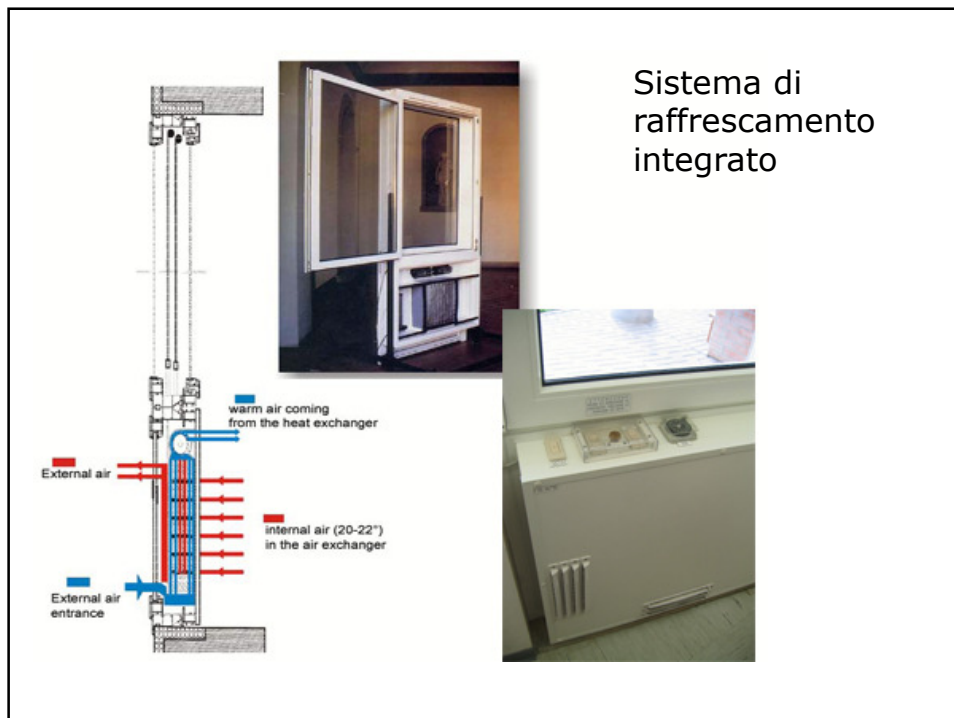 Sistema di
raffrescamento
integrato
warm air coming
from the heat exchanger
External air
internal air (20-22°)
in the air exchanger
External air
entrance